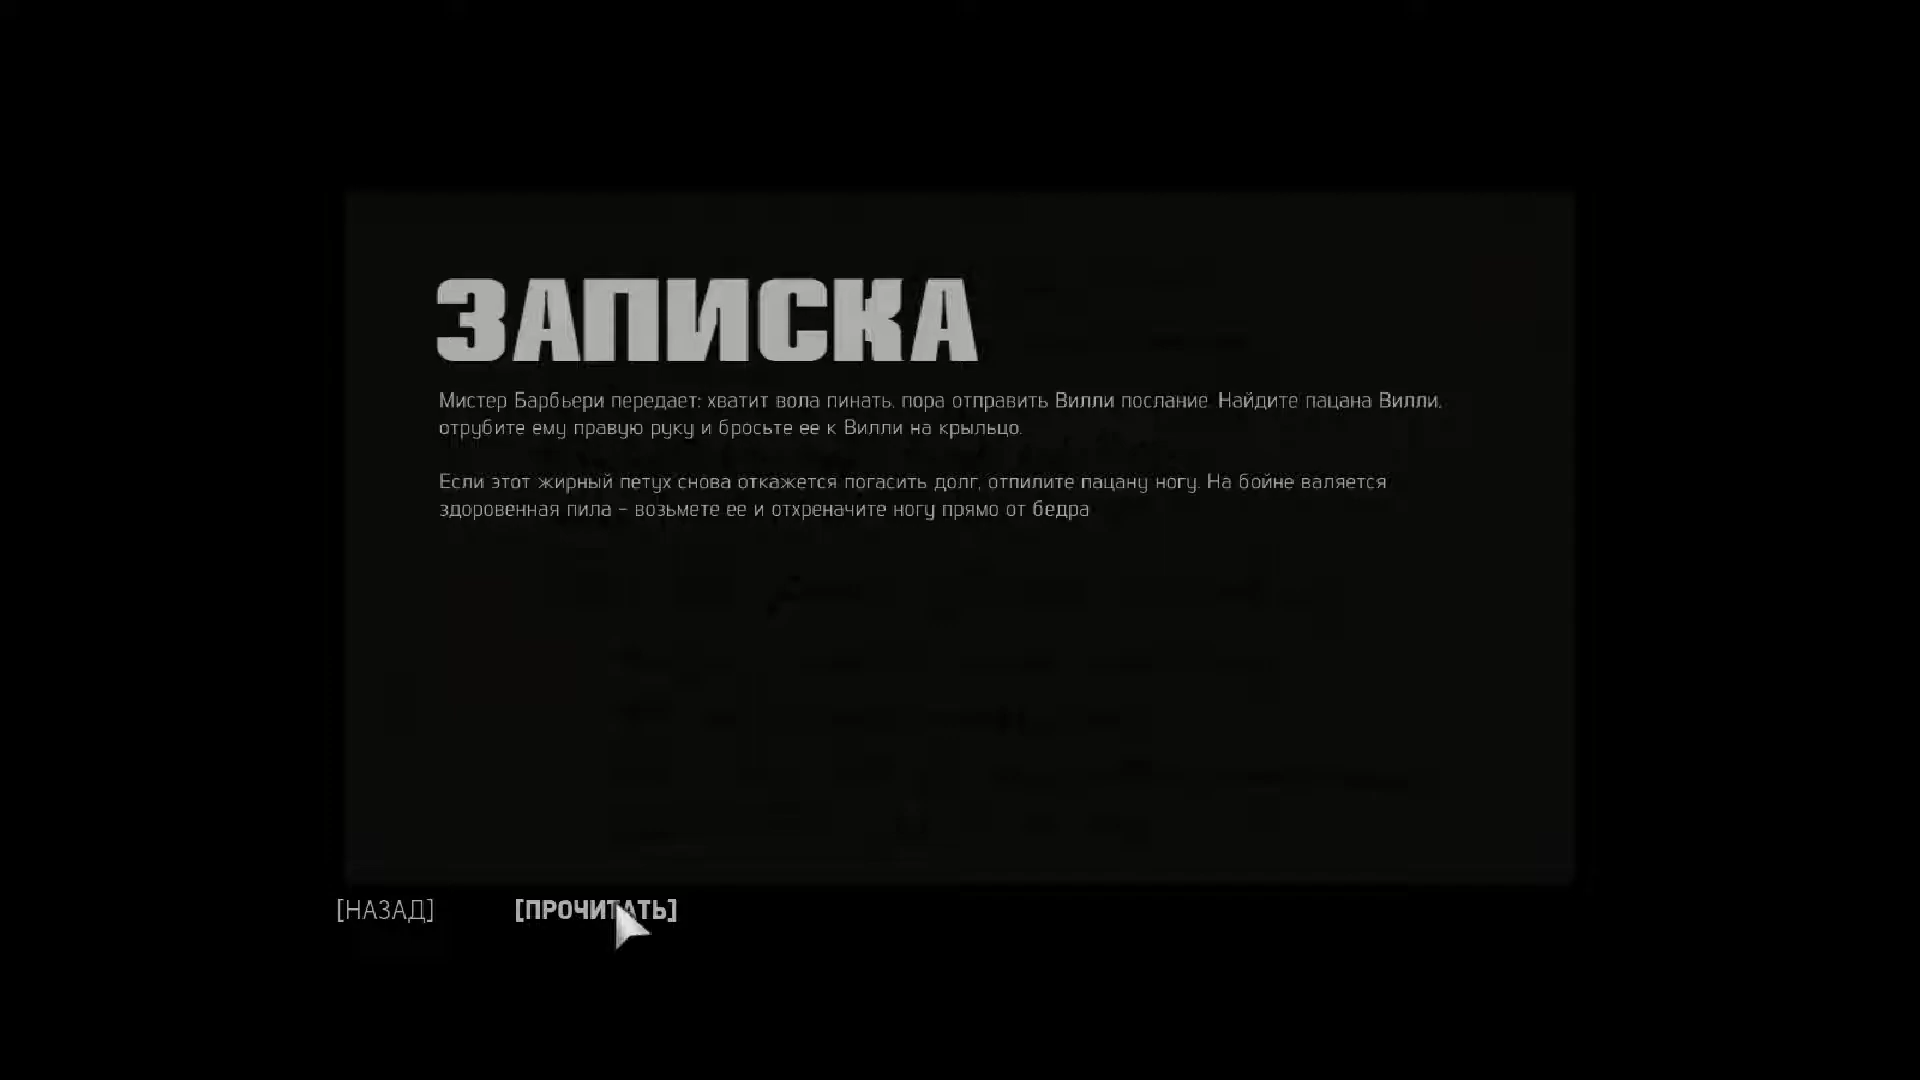 ЗАПИСКА
Мистер Барбьери передает: хватит вола пинать, пора отправить Вилли послание. Найдите пацана Вилли,
отрубите ему правую руку и бросьте ее к Вилли на крыльцо.
Если этот жирный петух снова откажется погасить долг, отпилите пацану ногу. На бойне валяется
здоровенная пила – возьмете ее и отхреначите ногу прямо от бедра
[НАЗАД] [ПРОЧИТАТЬ]